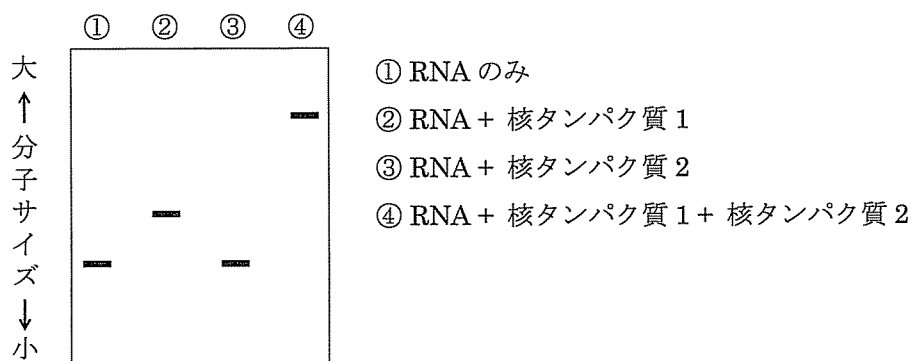 ① ② ③ ④
大
↑
分
子
サ
イ
ズ
↓
小
① RNA のみ
② RNA + 核タンパク質 1
③ RNA + 核タンパク質 2
④ RNA + 核タンパク質 1 + 核タンパク質 2